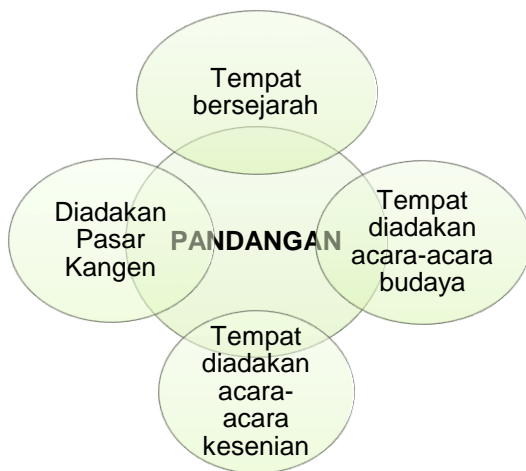 Tempat
bersejarah
Diadakan
Pasar
Kangen
PANDANGAN
Tempat
diadakan
acara-acara
budaya
Tempat
diadakan
acara-
acara
kesenian